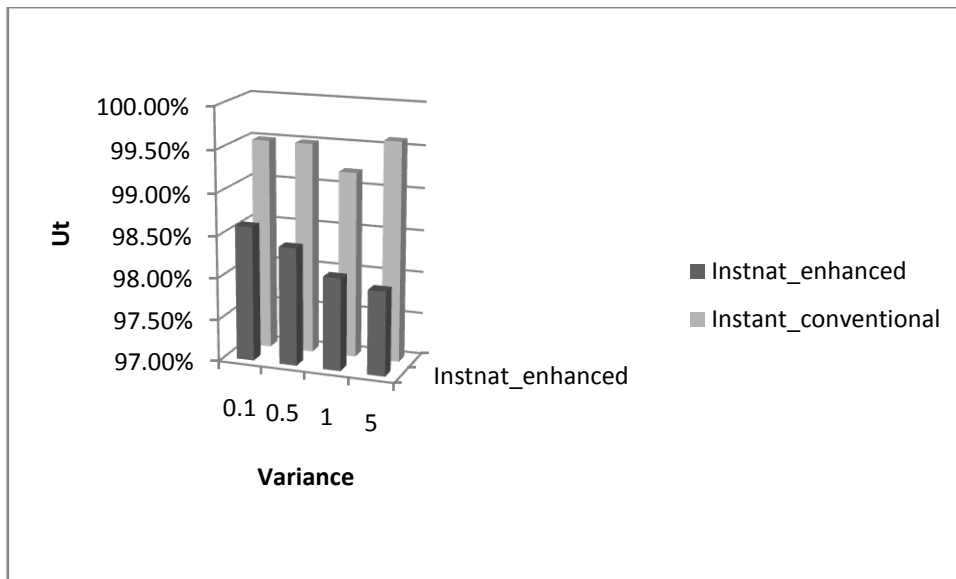 100.00%
99.50%
99.00%
98.50%
98.00%
97.50%
97.00%
Ut
0.1 0.5 1 5
Variance
Instnat_enhanced
Instnat_enhanced
Instant_conventional